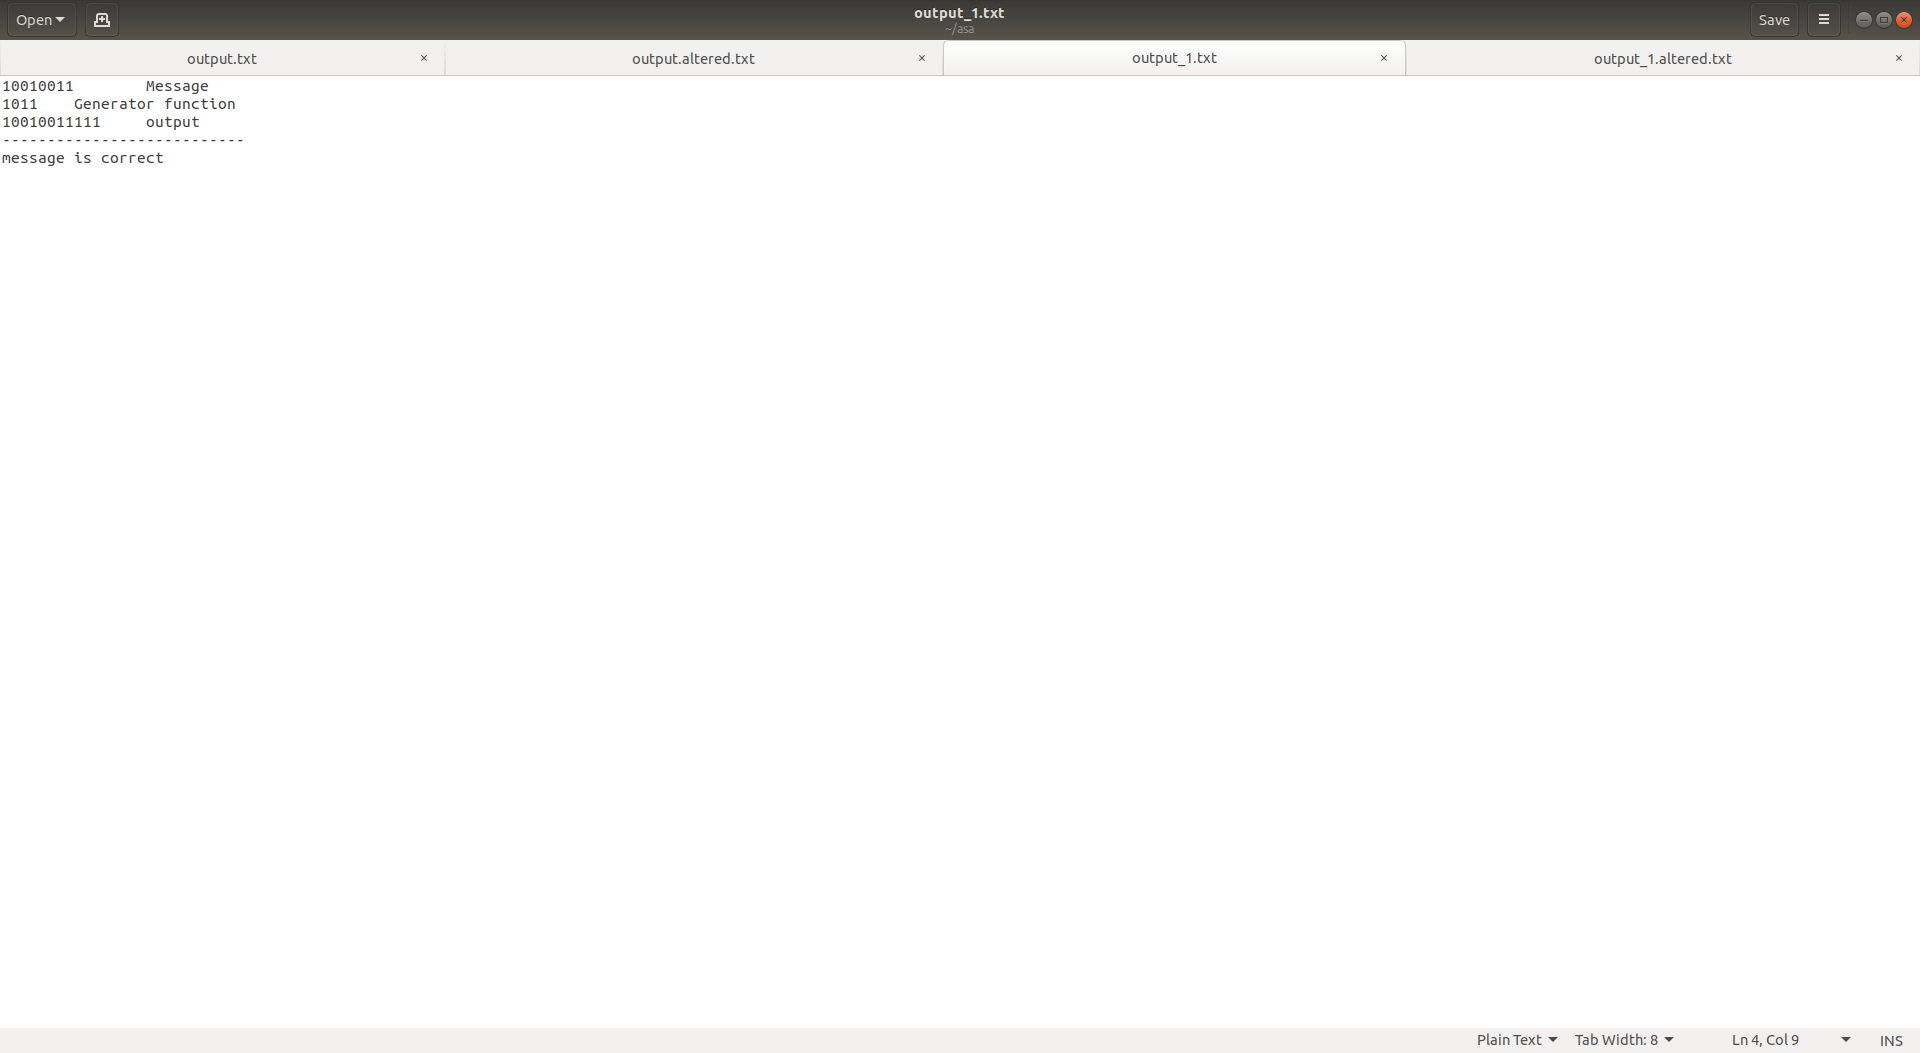 Open
output_1.txt
~/asa
Save
output.txt
output.altered.txt
output_1.txt
output_1.altered.txt
10010011 Message
1011 Generator function
10010011111 output
---------------------------
message is correct
Plain Text
Tab Width: 8
Ln 4, Col 9
INS